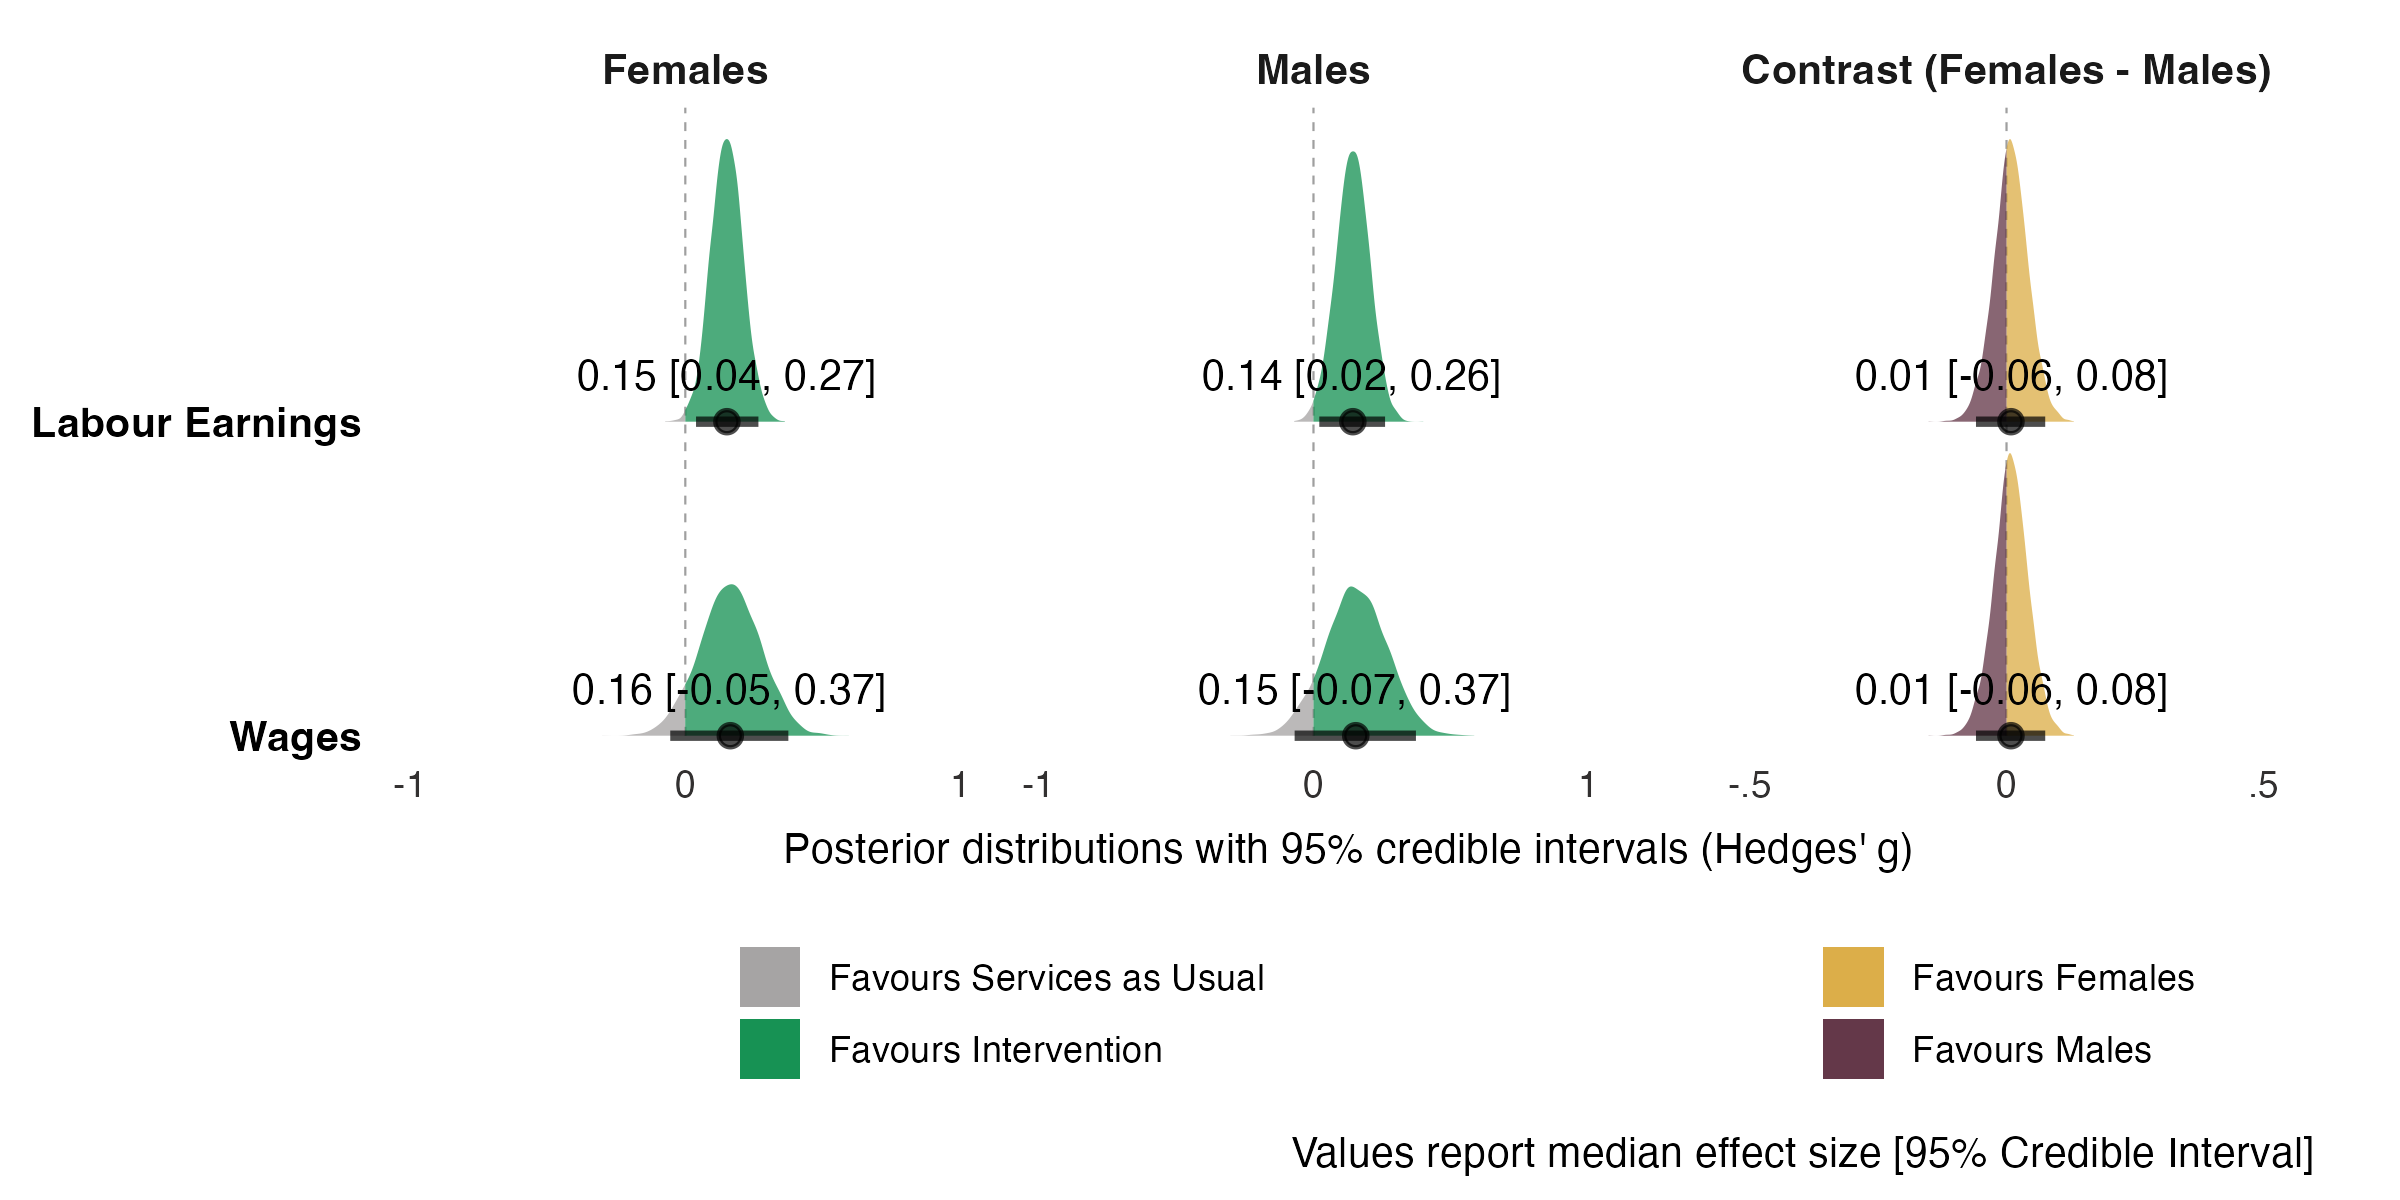 Females Males Contrast (Females - Males)
0.15 [0.04, 0.27] 0.14 [0.02, 0.26] 0.01 [-0.06, 0.08]
Labour Earnings
0.16 [-0.05, 0.37] 0.15 [-0.07, 0.37] 0.01 [-0.06, 0.08]
Wages
-1 0 1 -1 0 1 -.5 0 .5
Posterior distributions with 95% credible intervals (Hedges' g)
Favours Services as Usual
Favours Intervention
Favours Females
Favours Males
Values report median effect size [95% Credible Interval]